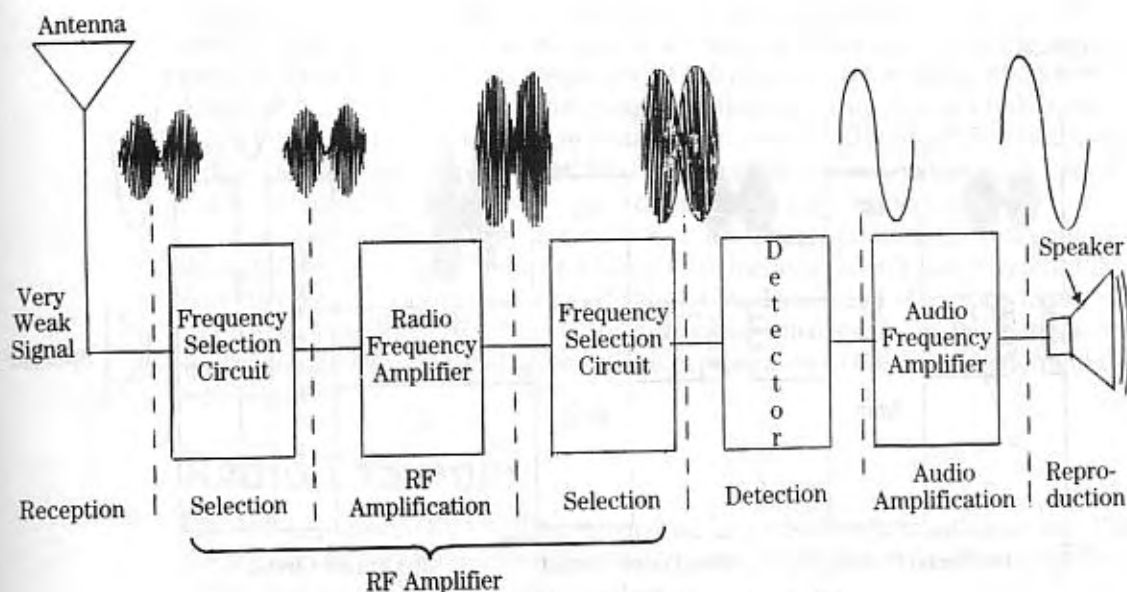 Antenna
Very
Weak
Signal
Frequency
Selection
Circuit
Radio
Frequency
Amplifier
Frequency
Selection
Circuit
Detector
Audio
Frequency
Amplifier
Speaker
Reception
Selection
RF
Amplification
Selection
Detection
Audio
Amplification
Repro-
duction
RF Amplifier